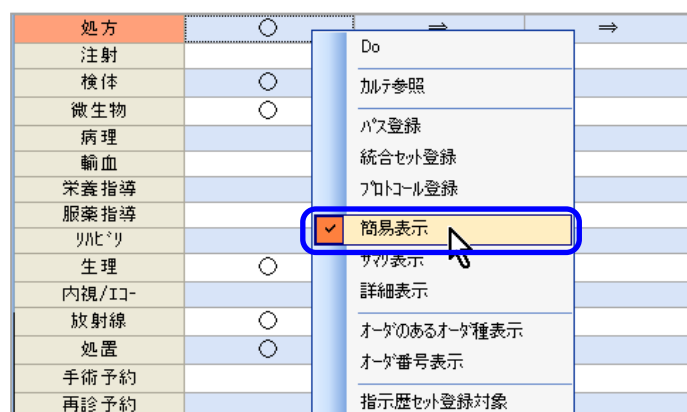 処方 ○ ⇒ ⇒
注射
検体 ○
微生物 ○
病理
輸血
栄養指導
服薬指導
ﾘﾊﾋﾞﾘ
生理 ○
内視/ｴｺｰ
放射線 ○
処置 ○
手術予約
再診予約
Do
ｶﾙﾃ参照
ﾊﾟｽ登録
統合ｾｯﾄ登録
ﾌﾟﾛﾄｺｰﾙ登録
簡易表示
ｻﾏﾘ表示
詳細表示
ｵｰﾀﾞのあるｵｰﾀﾞ種表示
ｵｰﾀﾞ番号表示
指示歴ｾｯﾄ登録対象